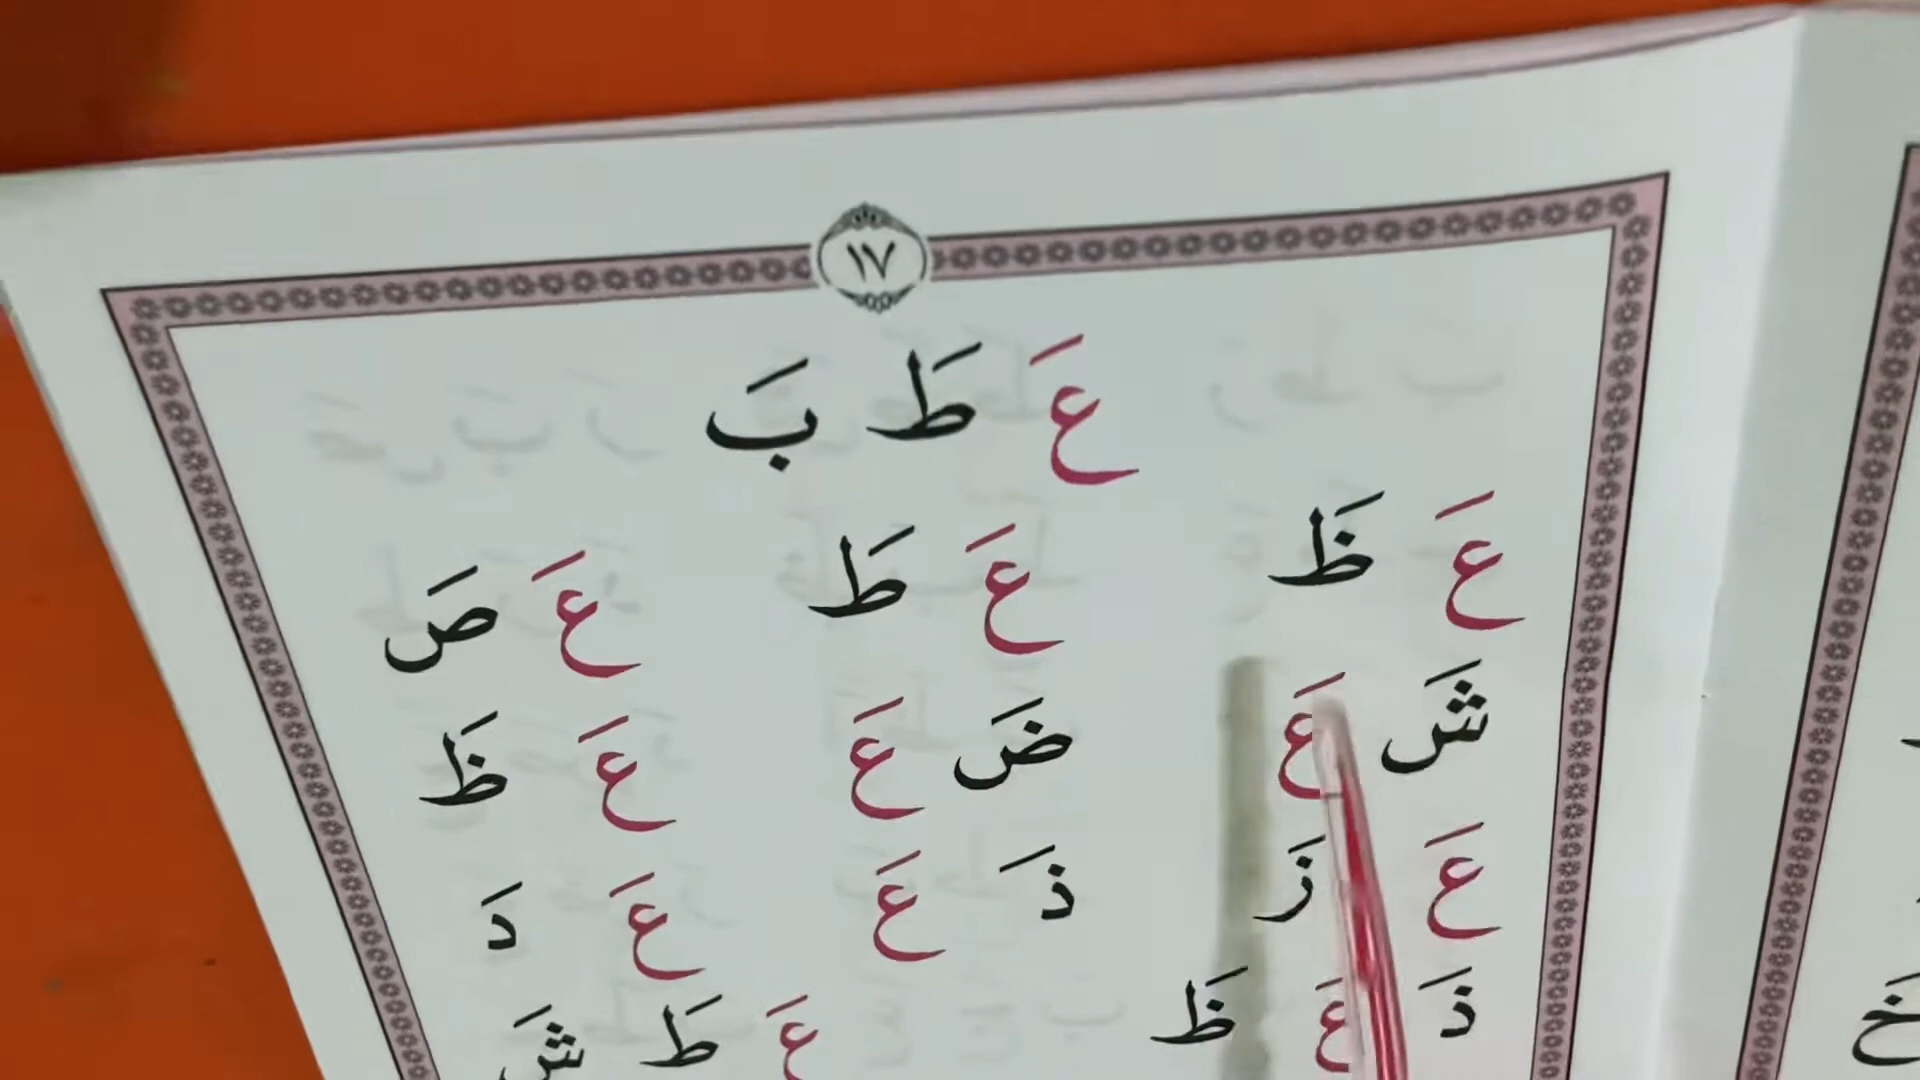 ١٧
عَ طَ بَ
عَ ظَ عَ طَ عَ صَ
شَ عَ ضَ عَ عَ ظَ
عَ زَ ذَ عَ عَ دَ
ذَ عَ ظَ عَ طَ شَ
خَ